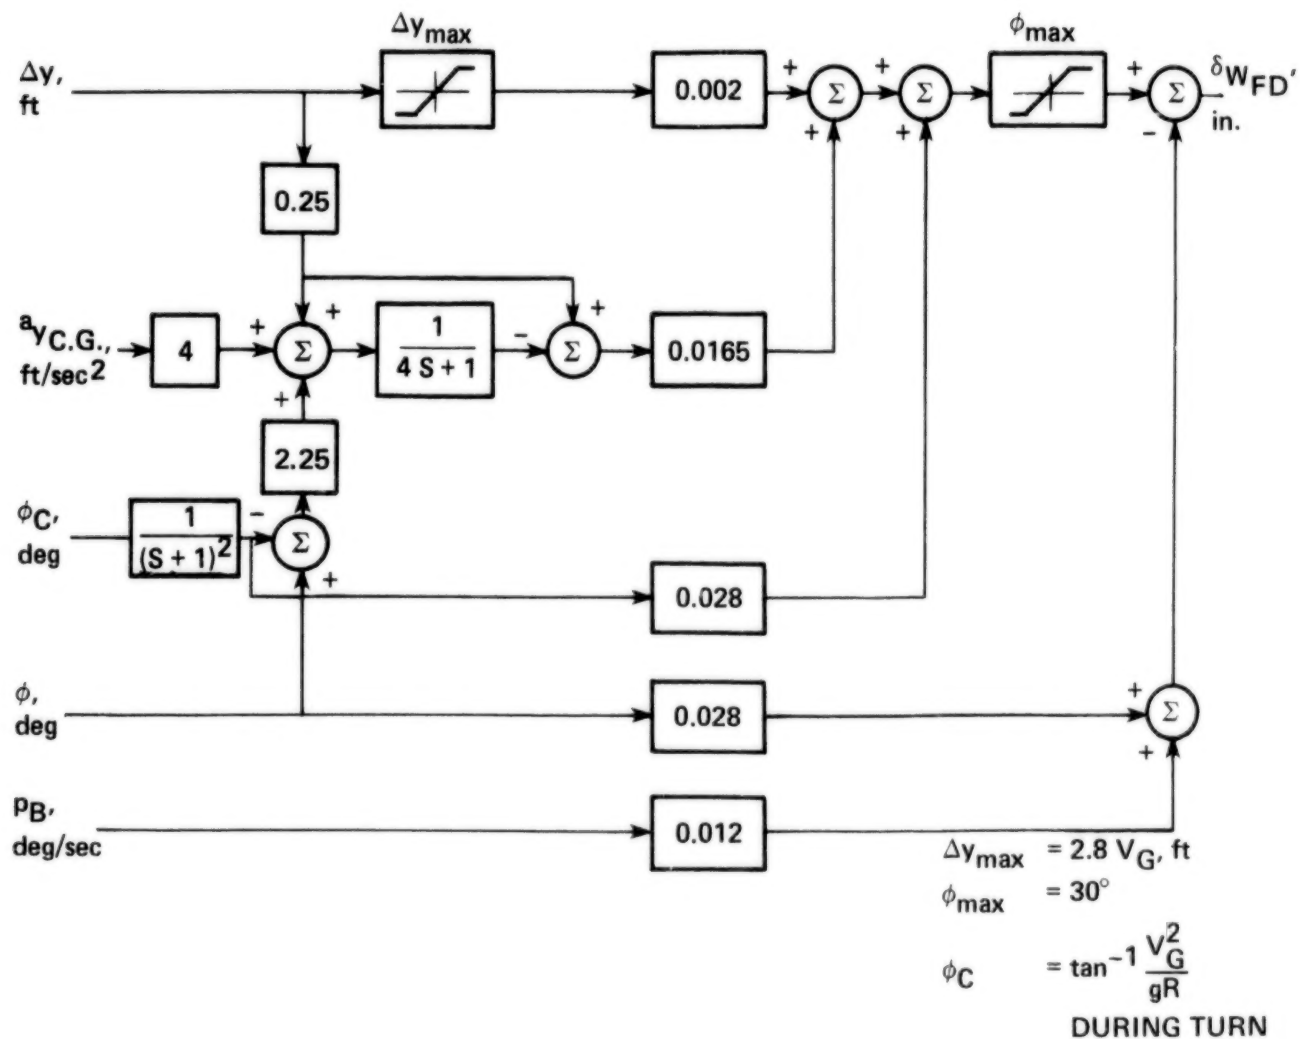 Δy,
ft
Δy_max
0.002
+
+
Σ
+
+
Σ
φ_max
+
−
Σ
δ_W_FD,
in.
0.25
a_y_C.G.,
ft/sec²
4
+
+
+
Σ
1
4 S + 1
−
+
Σ
0.0165
2.25
φ_C,
deg
1
(S + 1)²
−
+
Σ
0.028
φ,
deg
0.028
+
+
Σ
p_B,
deg/sec
0.012
Δy_max = 2.8 V_G, ft
φ_max = 30°
φ_C = tan⁻¹ V_G²/gR
DURING TURN